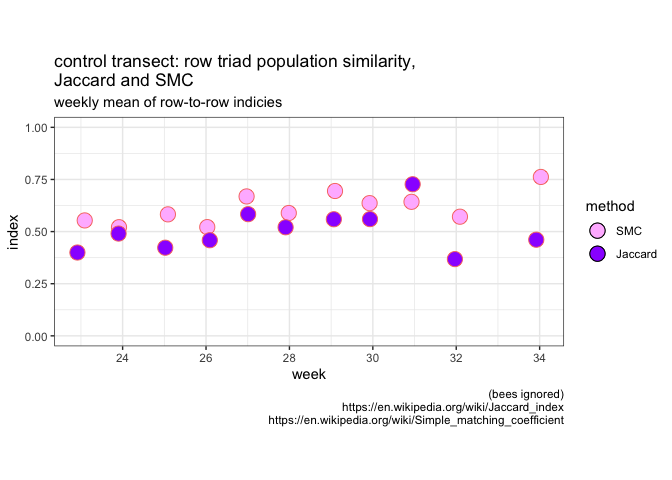 control transect: row triad population similarity,
Jaccard and SMC
weekly mean of row-to-row indicies
1.00
0.75
0.50
0.25
0.00
index
24 26 28 30 32 34
week
method
SMC
Jaccard
(bees ignored)
https://en.wikipedia.org/wiki/Jaccard_index
https://en.wikipedia.org/wiki/Simple_matching_coefficient